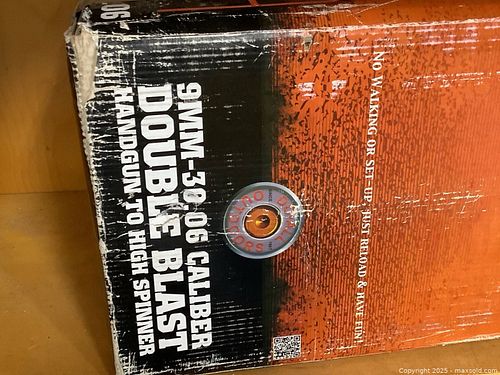 9MM-30.06 CALIBER
DOUBLE BLAST
HANDGUN TO HIGH SPINNER
NO WALKING OR SET UP, JUST RELOAD & HAVE FUN!
Copyright 2025 - maxsold.com